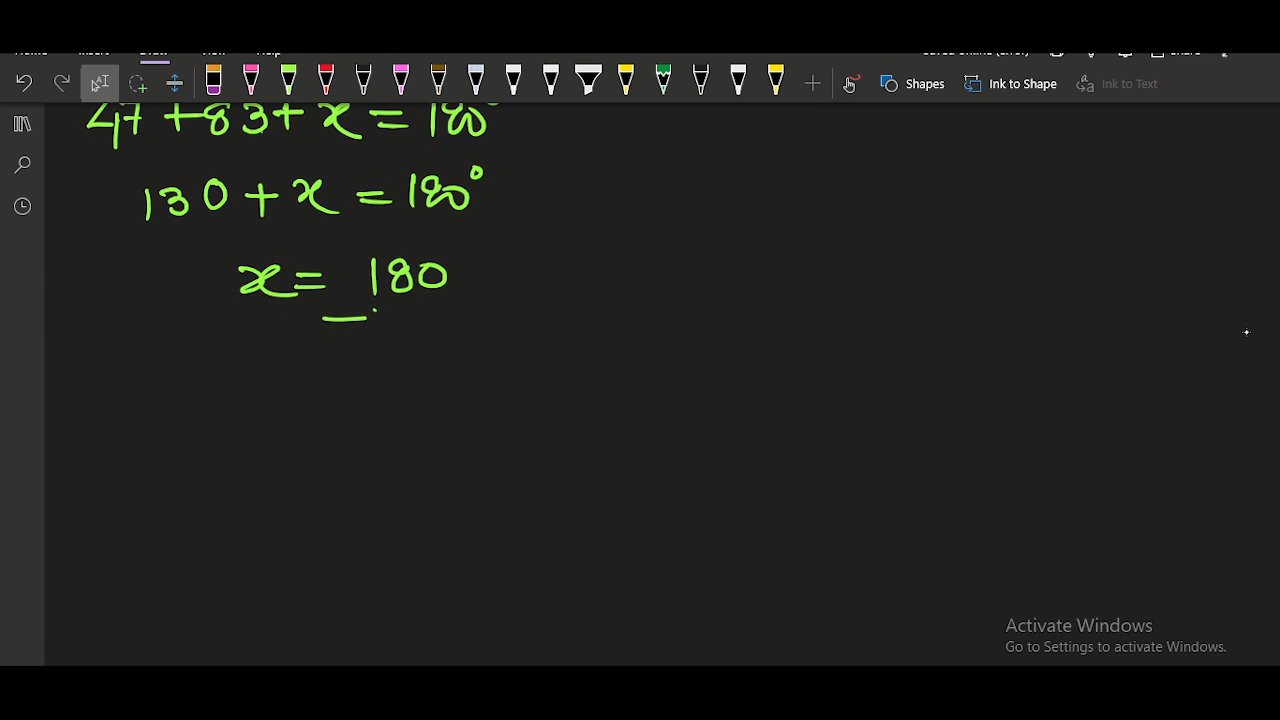 Shapes Ink to Shape Ink to Text
47 + 83 + x = 180°
130 + x = 180°
x = 180
—
Activate Windows
Go to Settings to activate Windows.